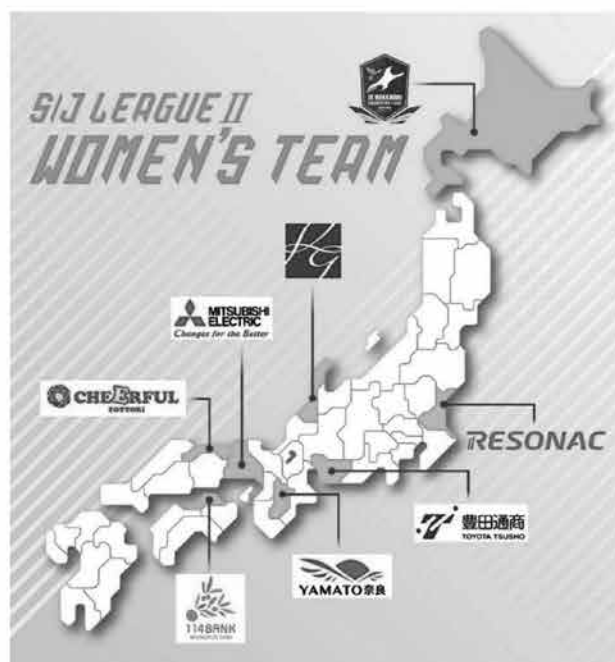 S/J LEAGUE II
WOMEN'S TEAM
KG
MITSUBISHI
ELECTRIC
Changes for the Better
CHEERFUL
TOTTORI
RESONAC
豊田通商
TOYOTA TSUSHO
YAMATO奈良
114BANK